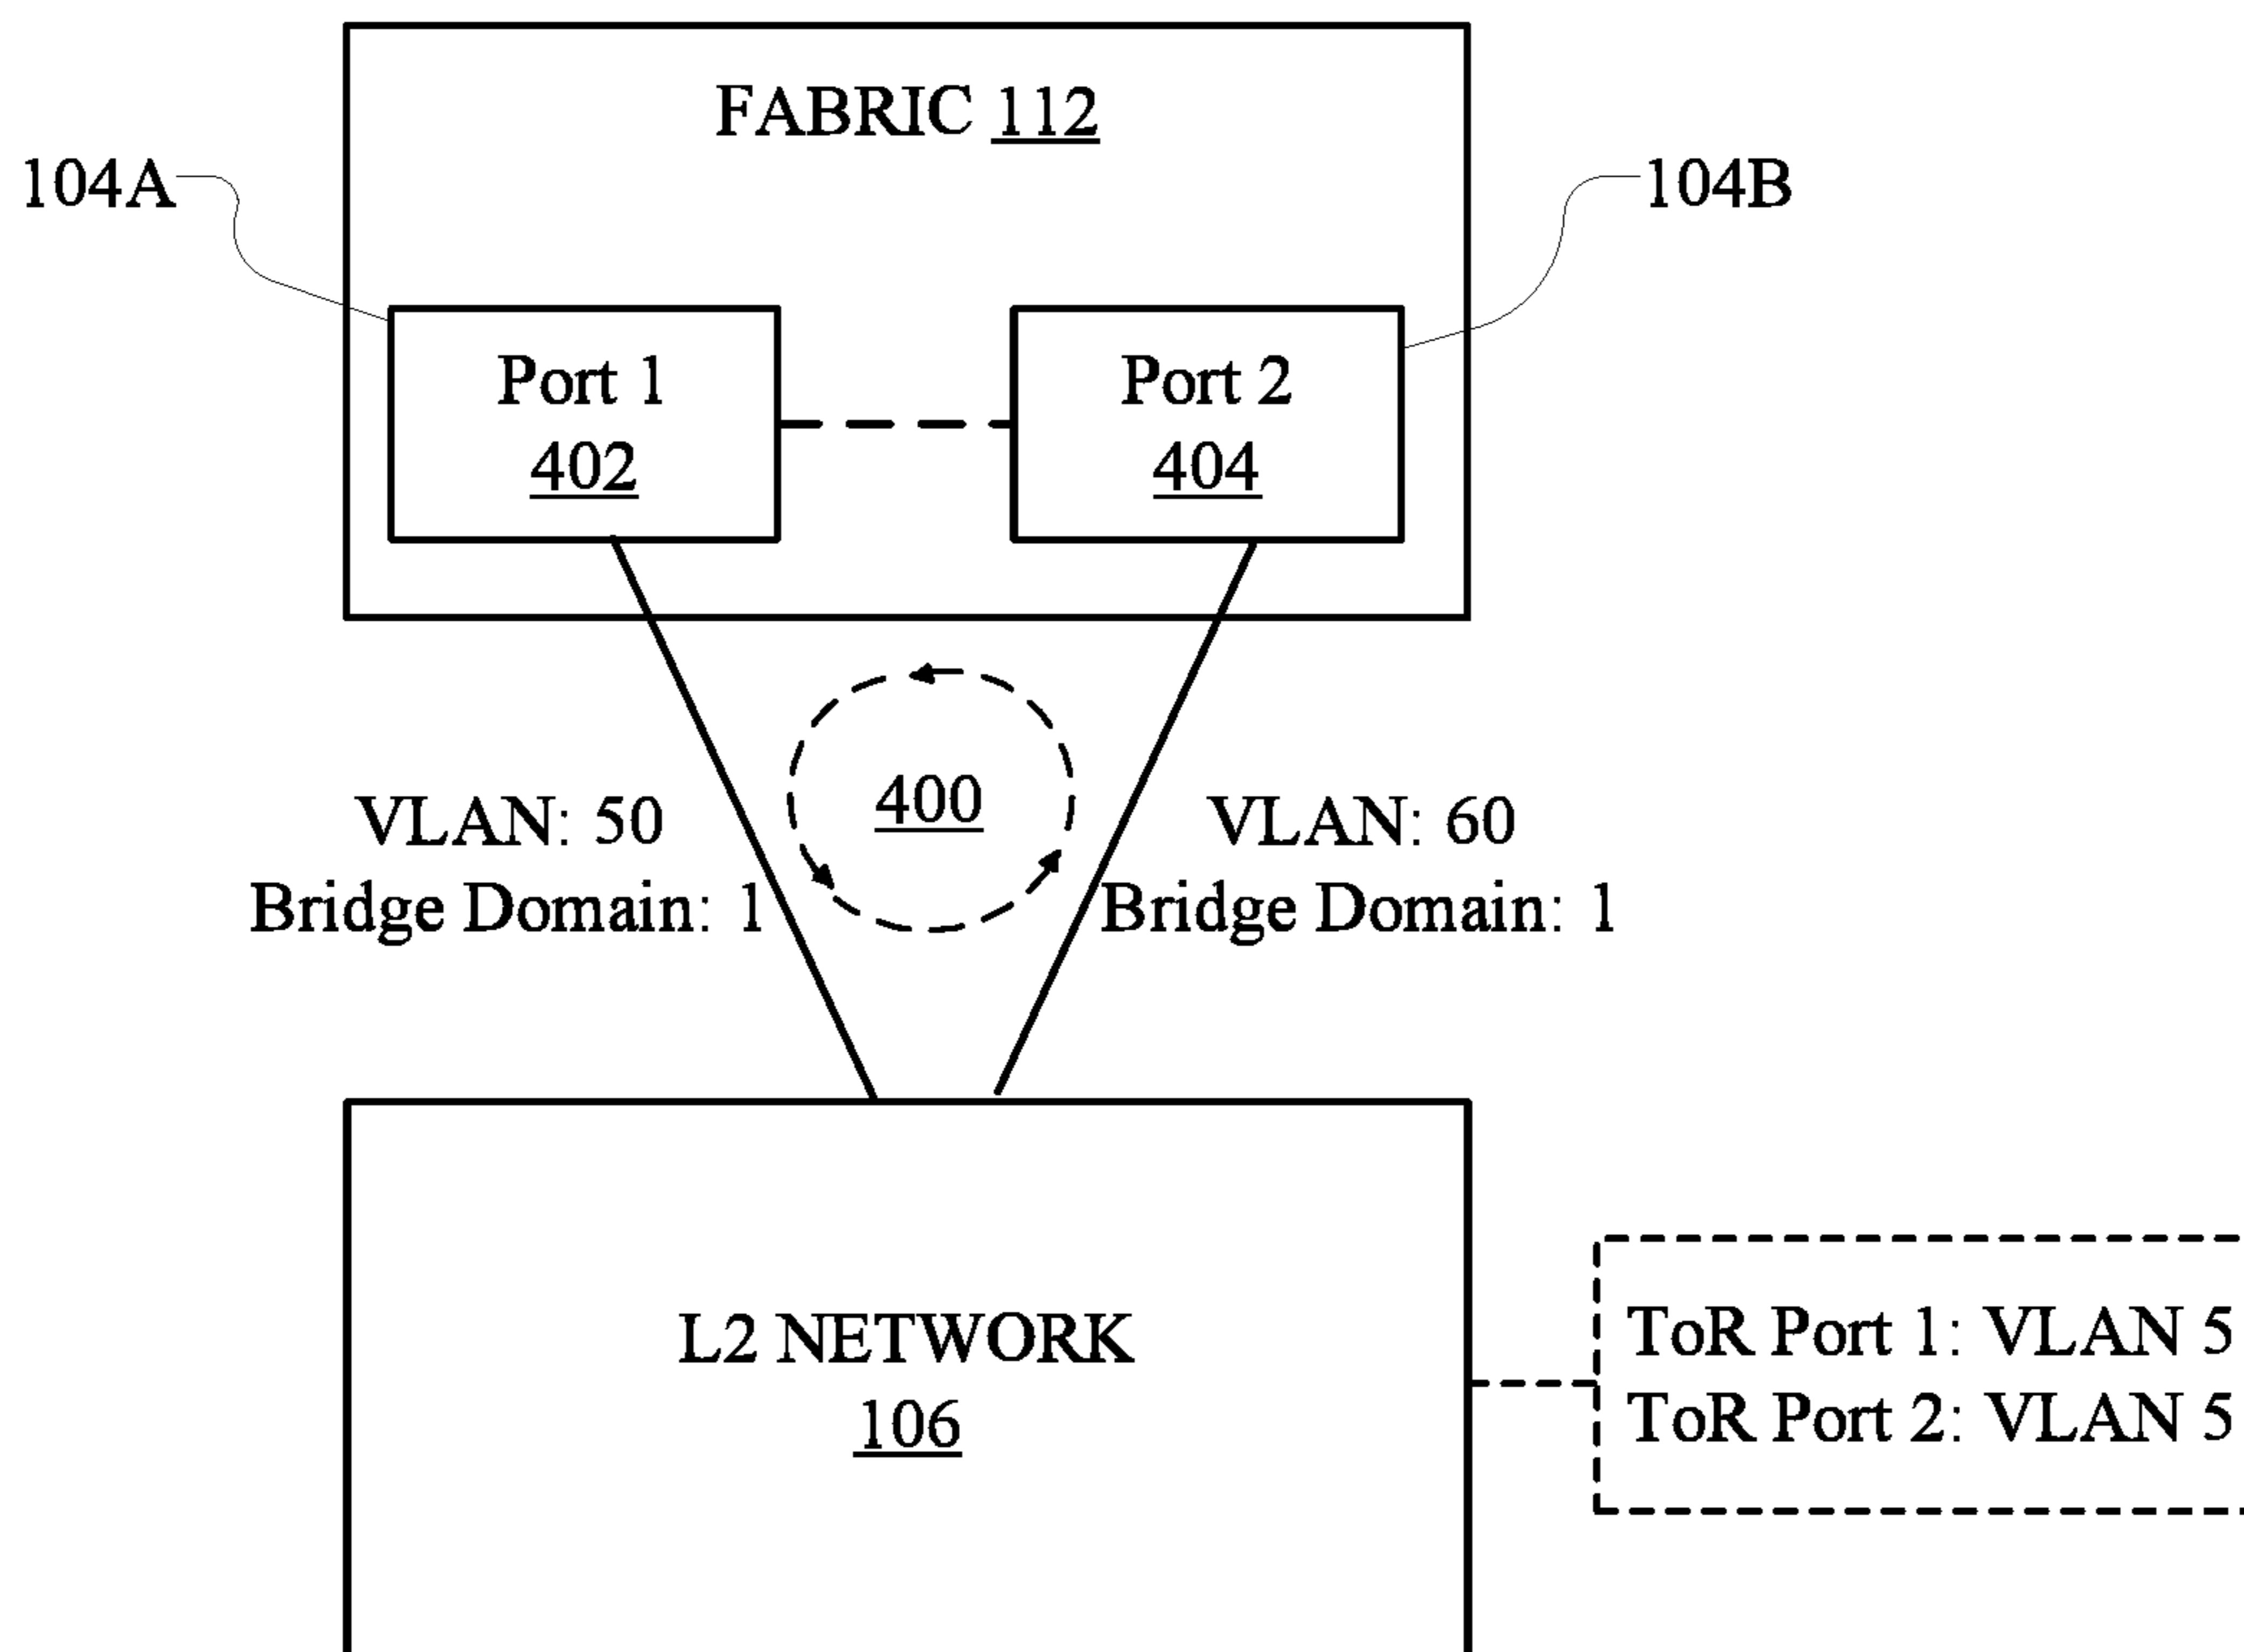 FABRIC 112
104A
104B
Port 1
402
Port 2
404
400
VLAN: 50
Bridge Domain: 1
VLAN: 60
Bridge Domain: 1
L2 NETWORK
106
ToR Port 1: VLAN 5
ToR Port 2: VLAN 5